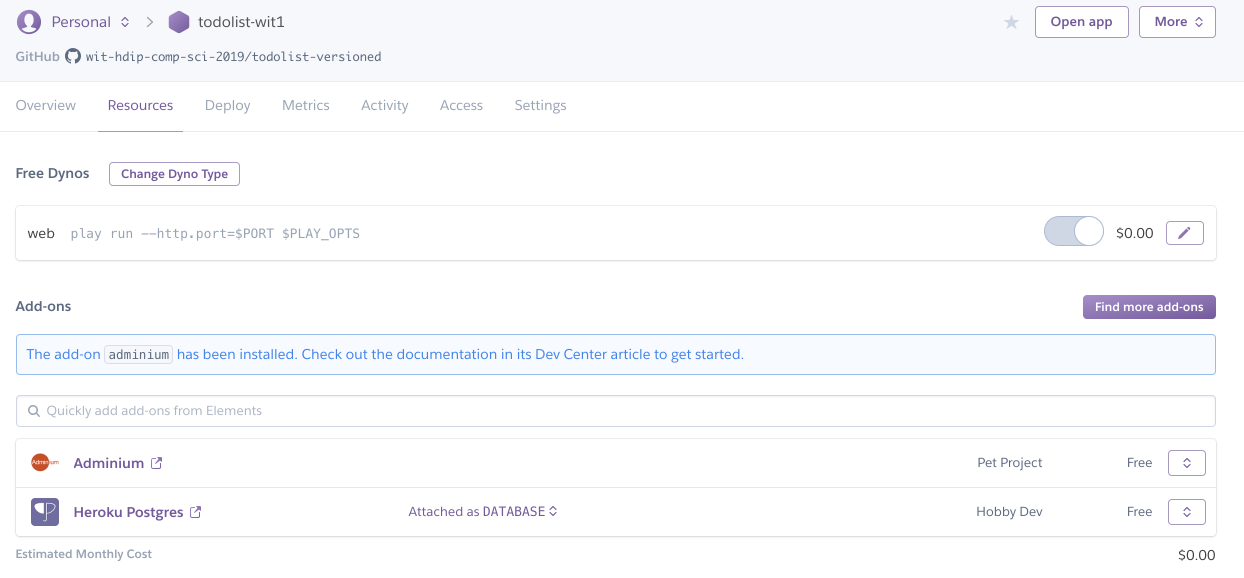 Personal todolist-wit1 Open app More
GitHub wit-hdip-comp-sci-2019/todolist-versioned
Overview Resources Deploy Metrics Activity Access Settings
Free Dynos Change Dyno Type
web play run --http.port=$PORT $PLAY_OPTS $0.00
Add-ons Find more add-ons
The add-on adminium has been installed. Check out the documentation in its Dev Center article to get started.
Quickly add add-ons from Elements
Adminium Adminium Pet Project Free
Heroku Postgres Attached as DATABASE Hobby Dev Free
Estimated Monthly Cost $0.00